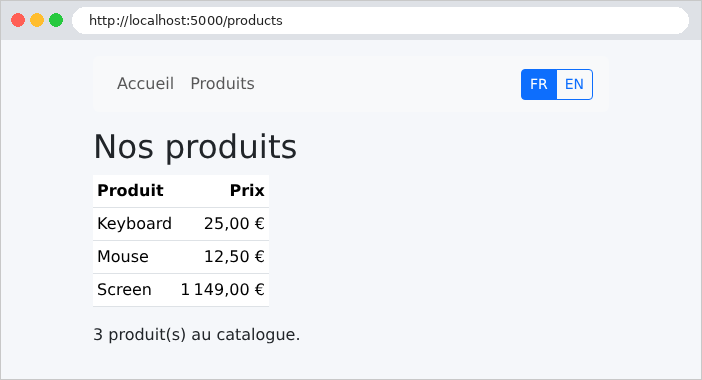 http://localhost:5000/products
Accueil Produits FR EN
Nos produits
Produit Prix
Keyboard 25,00 €
Mouse 12,50 €
Screen 1 149,00 €
3 produit(s) au catalogue.